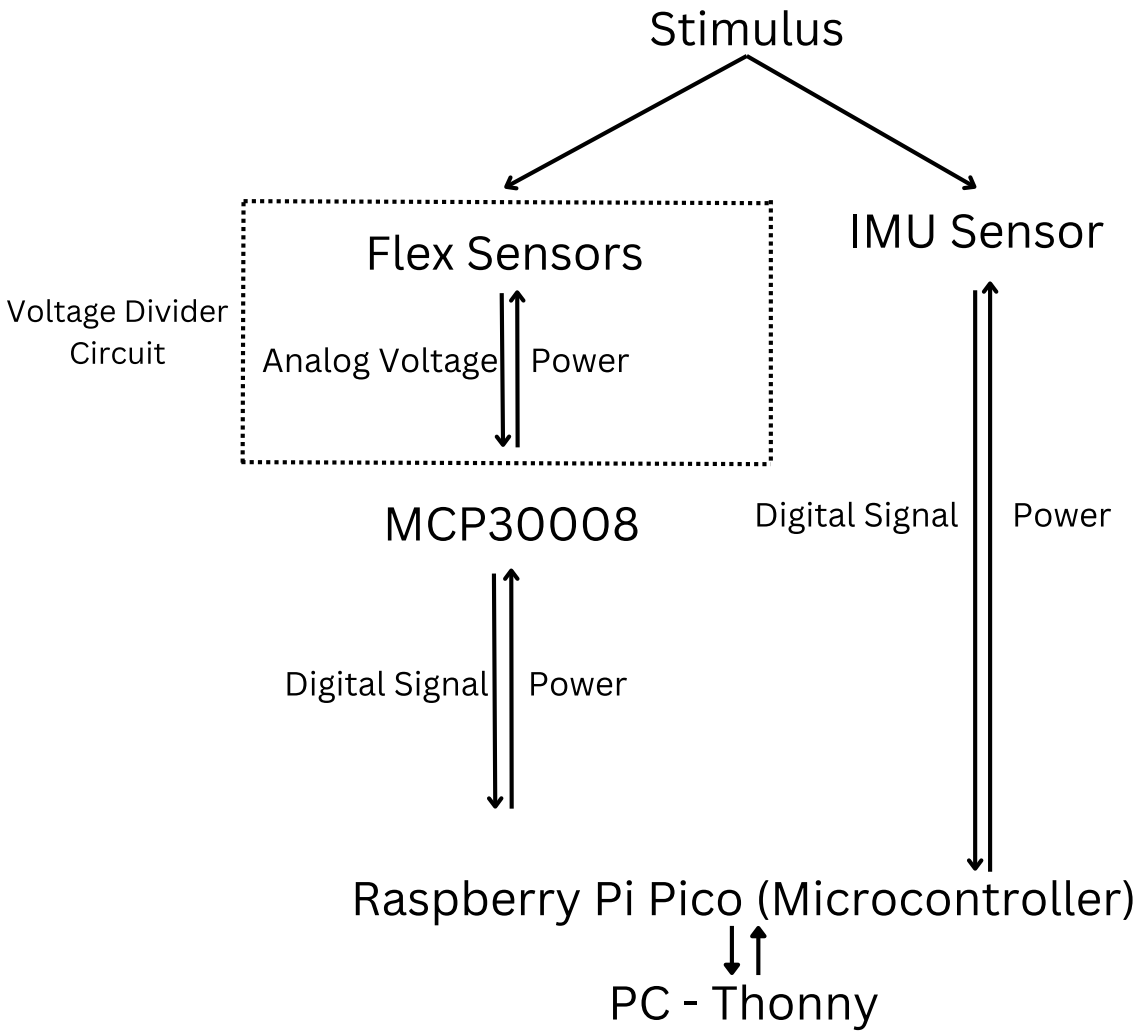 Stimulus
Flex Sensors
IMU Sensor
Voltage Divider
Circuit
Analog Voltage
Power
MCP30008
Digital Signal
Power
Digital Signal
Power
Raspberry Pi Pico (Microcontroller)
PC - Thonny